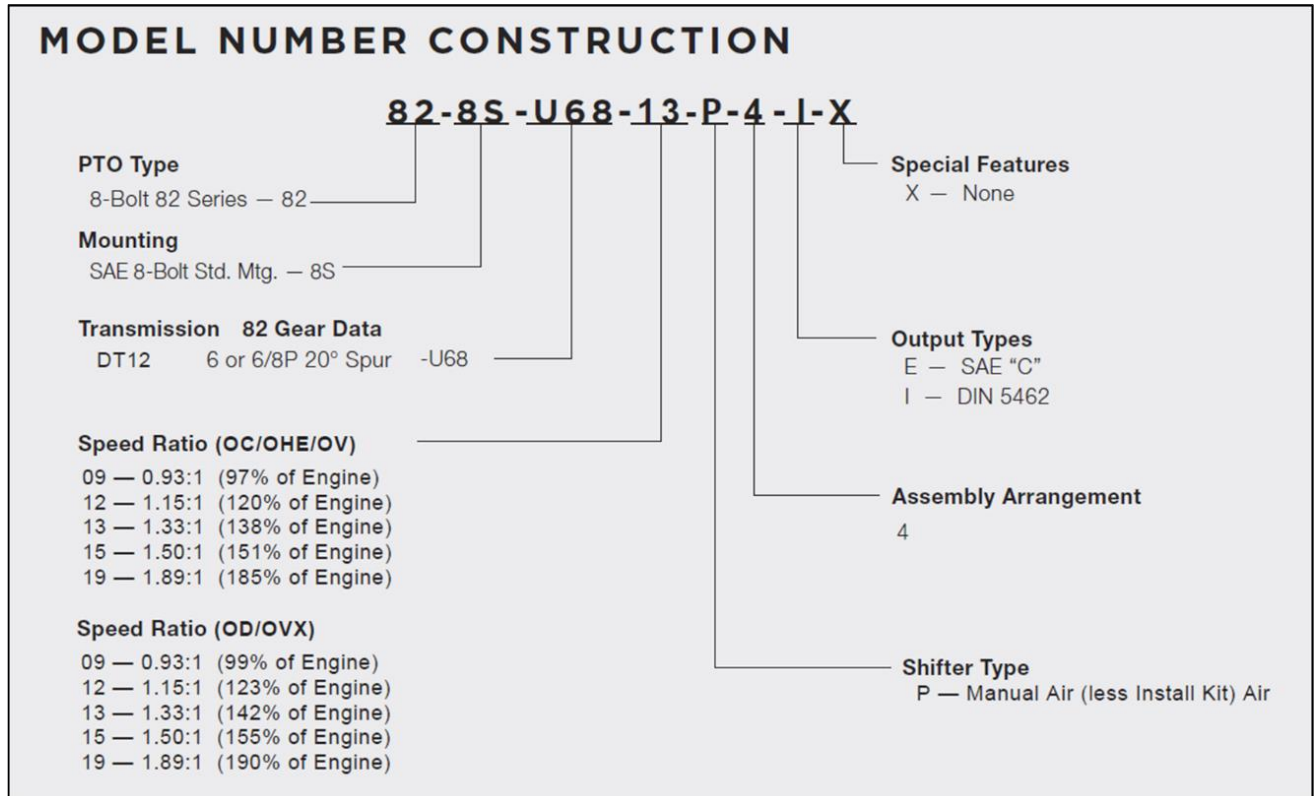 MODEL NUMBER CONSTRUCTION
82-8S-U68-13-P-4-I-X
PTO Type
8-Bolt 82 Series — 82
Mounting
SAE 8-Bolt Std. Mtg. — 8S
Transmission 82 Gear Data
DT12 6 or 6/8P 20° Spur -U68
Speed Ratio (OC/OHE/OV)
09 — 0.93:1 (97% of Engine)
12 — 1.15:1 (120% of Engine)
13 — 1.33:1 (138% of Engine)
15 — 1.50:1 (151% of Engine)
19 — 1.89:1 (185% of Engine)
Speed Ratio (OD/OVX)
09 — 0.93:1 (99% of Engine)
12 — 1.15:1 (123% of Engine)
13 — 1.33:1 (142% of Engine)
15 — 1.50:1 (155% of Engine)
19 — 1.89:1 (190% of Engine)
Special Features
X — None
Output Types
E — SAE “C”
I — DIN 5462
Assembly Arrangement
4
Shifter Type
P — Manual Air (less Install Kit) Air